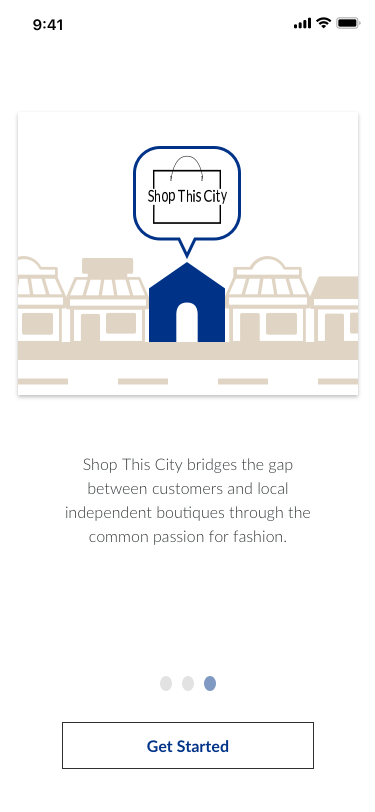 9:41
Shop This City
Shop This City bridges the gap
between customers and local
independent boutiques through the
common passion for fashion.
Get Started